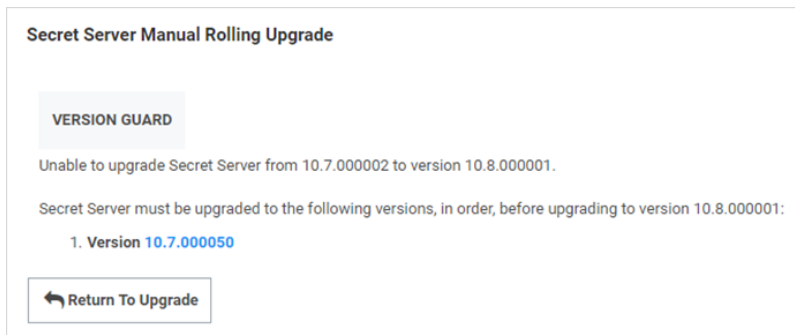 Secret Server Manual Rolling Upgrade
VERSION GUARD
Unable to upgrade Secret Server from 10.7.000002 to version 10.8.000001.
Secret Server must be upgraded to the following versions, in order, before upgrading to version 10.8.000001:
1. Version 10.7.000050
Return To Upgrade